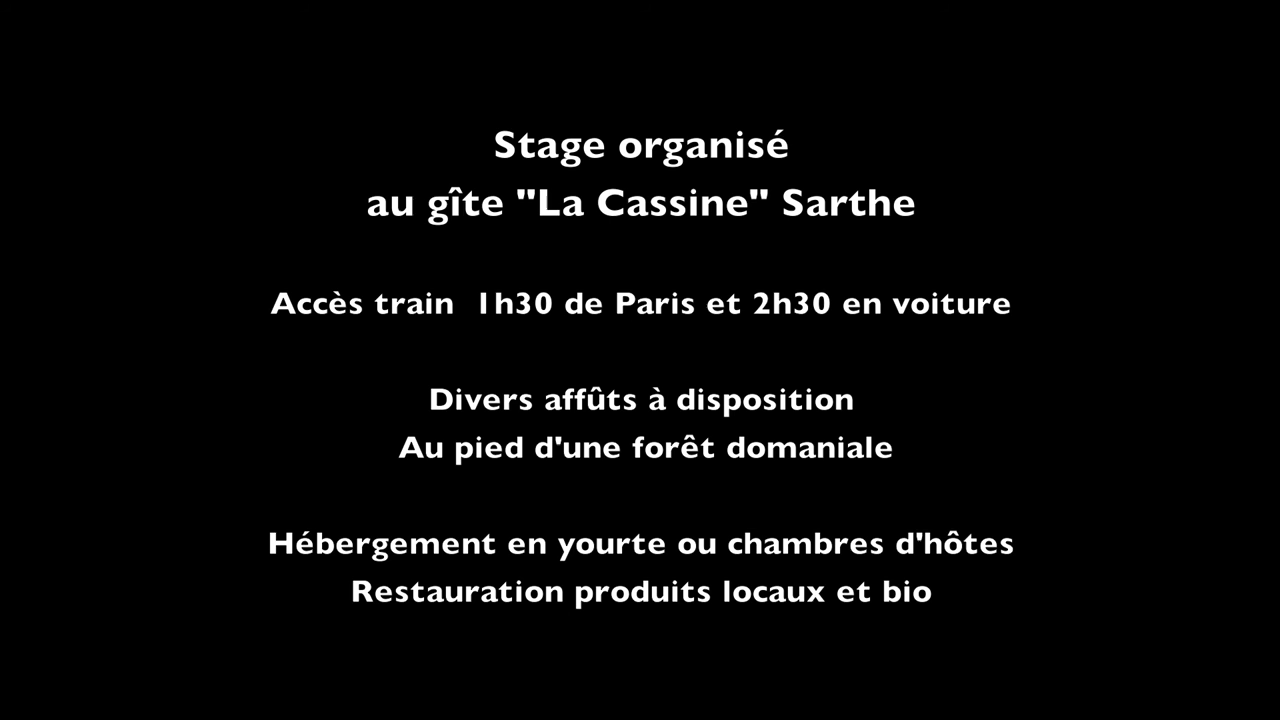 Stage organisé
au gîte "La Cassine" Sarthe
Accès train  1h30 de Paris et 2h30 en voiture
Divers affûts à disposition
Au pied d'une forêt domaniale
Hébergement en yourte ou chambres d'hôtes
Restauration produits locaux et bio